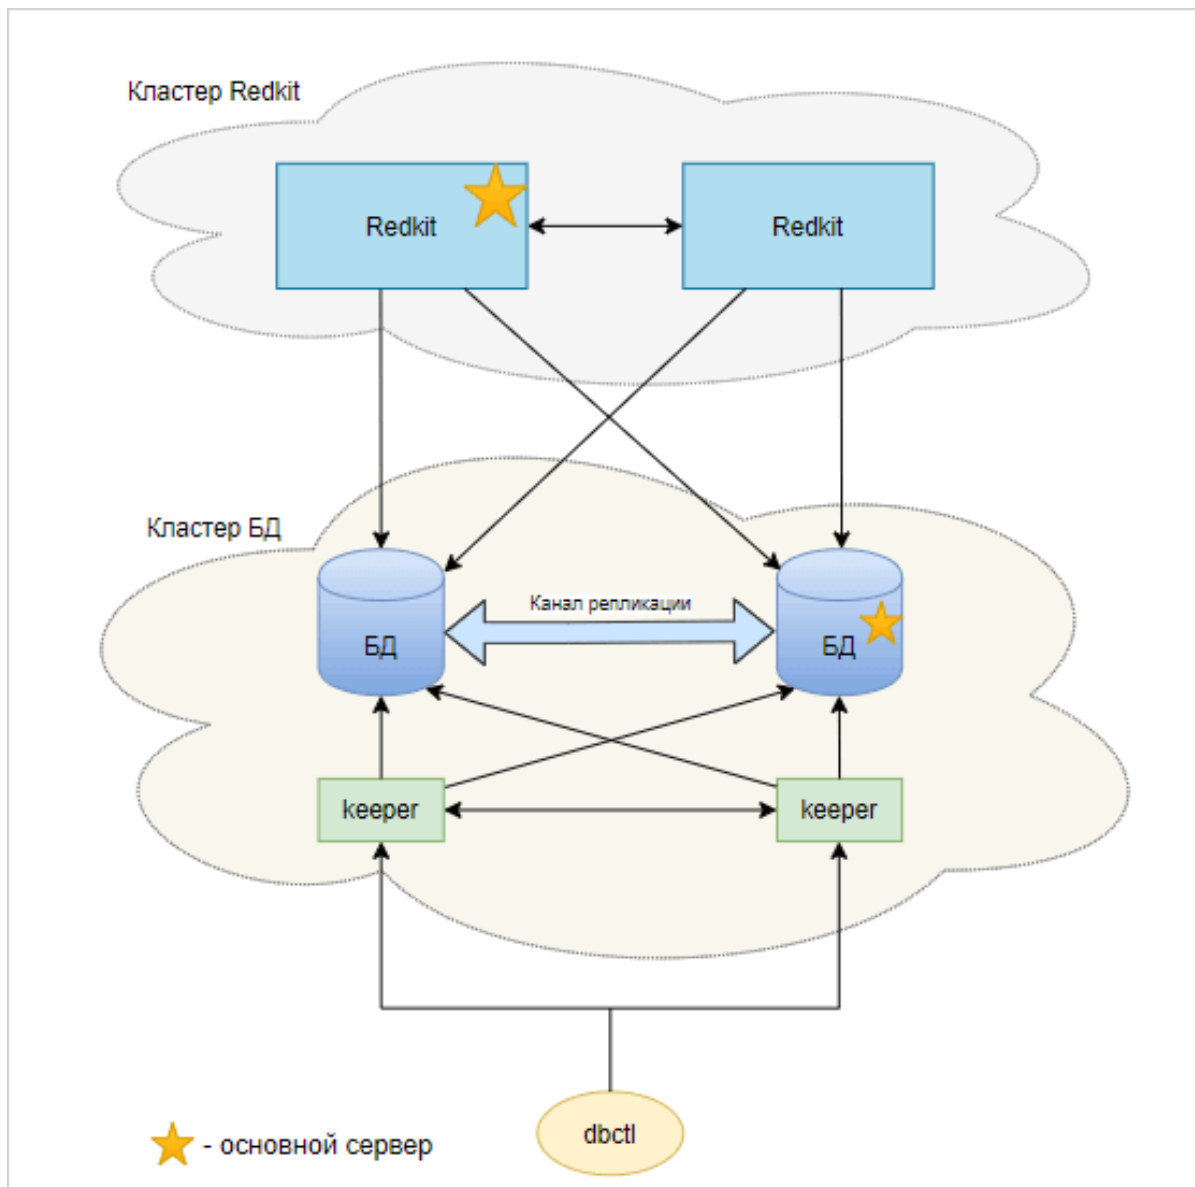 Кластер Redkit
Redkit
Redkit
Кластер БД
Канал репликации
БД
БД
keeper
keeper
dbctl
- основной сервер